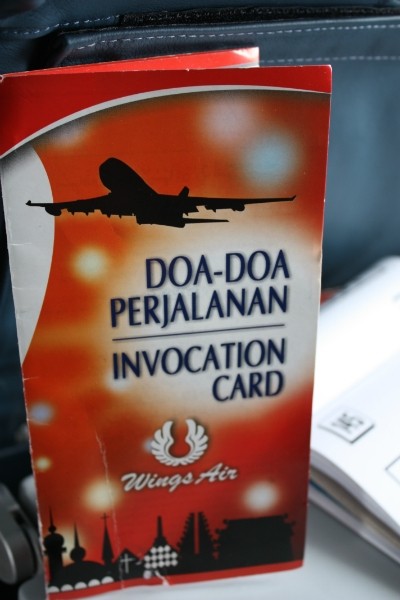 DOA-DOA
PERJALANAN
INVOCATION
CARD
Wings Air